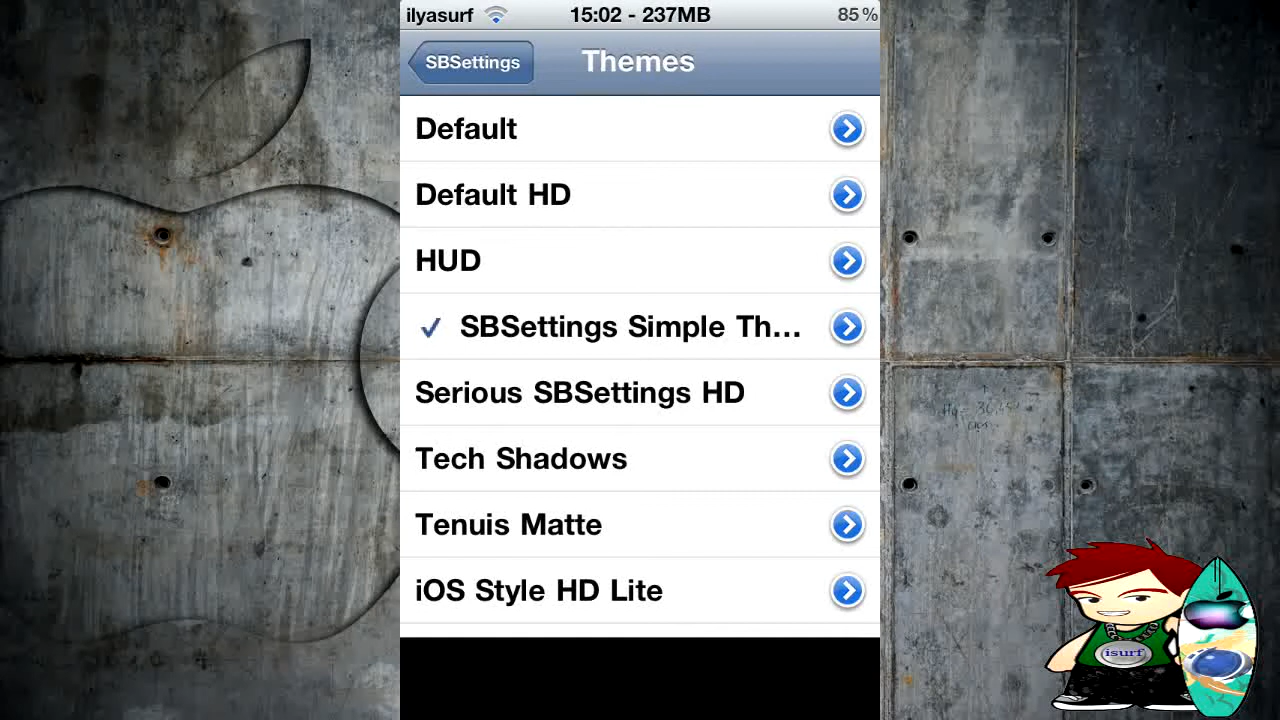 ilyasurf 15:02 - 237MB 85%
SBSettings Themes
Default
Default HD
HUD
SBSettings Simple Th...
Serious SBSettings HD
Tech Shadows
Tenuis Matte
iOS Style HD Lite
isurf